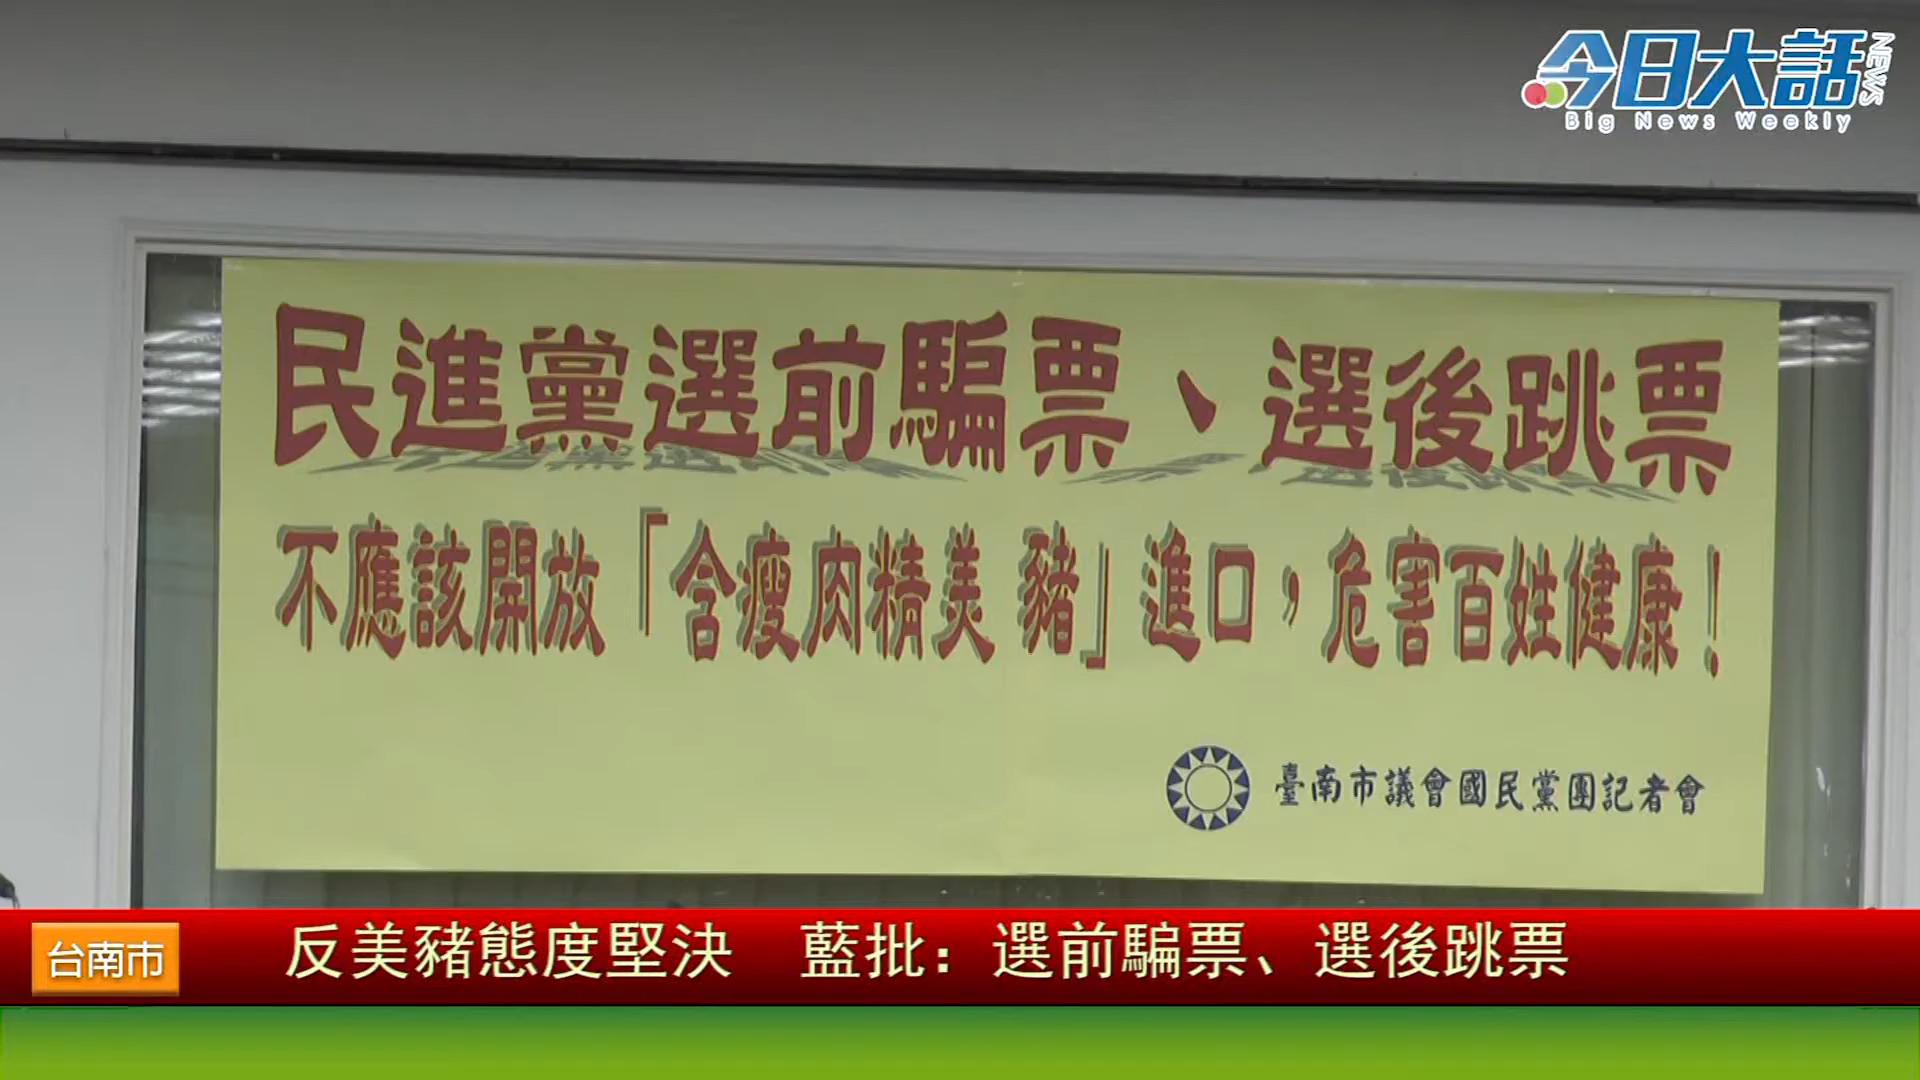 今日大話
NEWS
Big News Weekly
民進黨選前騙票、選後跳票
不應該開放「含瘦肉精美 豬」進口,危害百姓健康!
臺南市議會國民黨團記者會
台南市
反美豬態度堅決 藍批:選前騙票、選後跳票